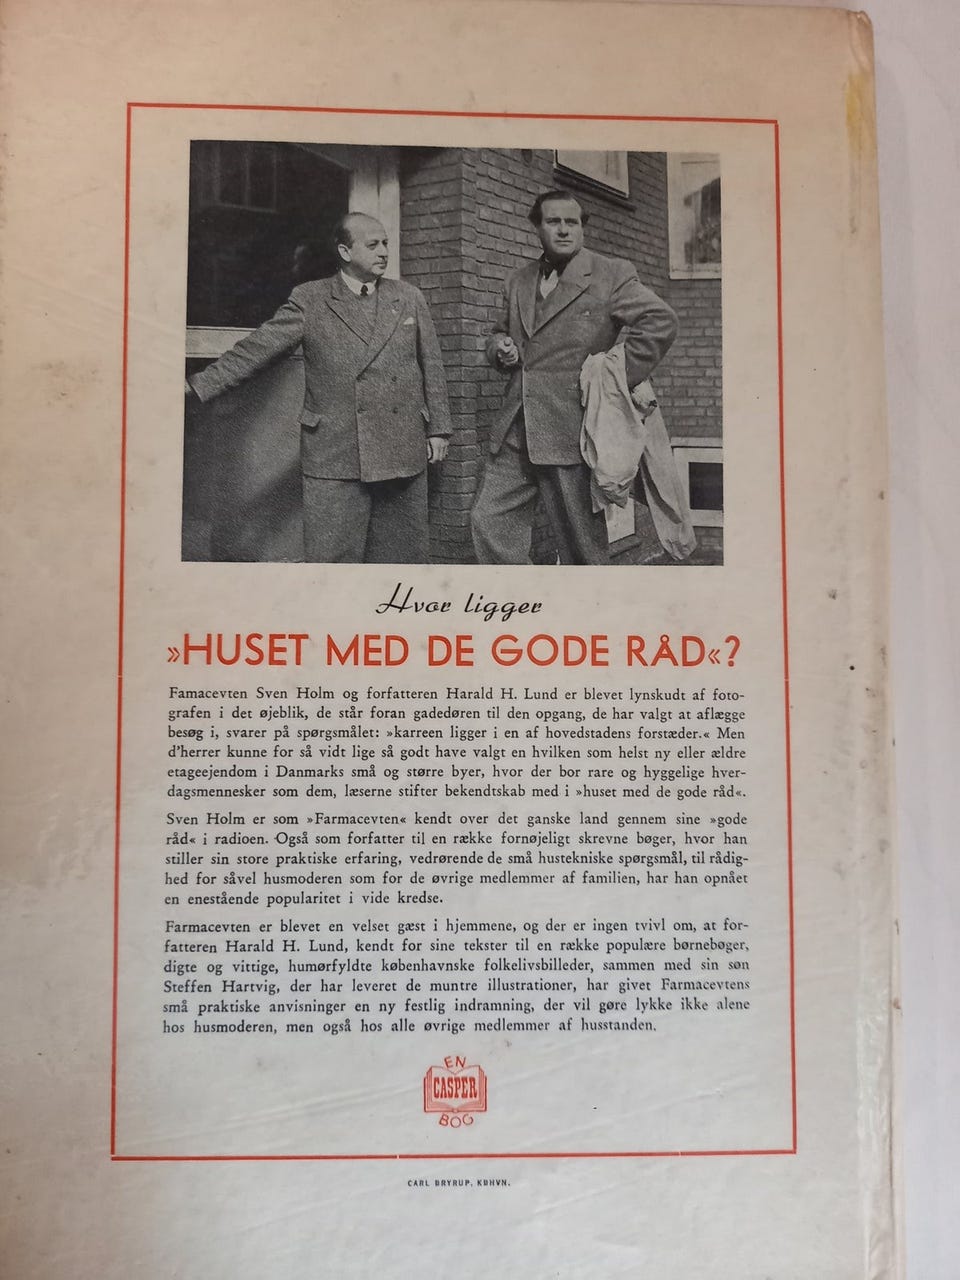 Hvor ligger
»HUSET MED DE GODE RÅD«?
Famacevten Sven Holm og forfatteren Harald H. Lund er blevet lynskudt af foto-
grafen i det øjeblik, de står foran gadedøren til den opgang, de har valgt at aflægge
besøg i, svarer på spørgsmålet: »karreen ligger i en af hovedstadens forstæder.« Men
d'herrer kunne for så vidt lige så godt have valgt en hvilken som helst ny eller ældre
etageejendom i Danmarks små og større byer, hvor der bor rare og hyggelige hver-
dagsmennesker som dem, læserne stifter bekendtskab med i »huset med de gode råd«.
Sven Holm er som »Farmacevten« kendt over det ganske land gennem sine »gode
råd« i radioen. Også som forfatter til en række fornøjeligt skrevne bøger, hvor han
stiller sin store praktiske erfaring, vedrørende de små hustekniske spørgsmål, til rådig-
hed for såvel husmoderen som for de øvrige medlemmer af familien, har han opnået
en enestående popularitet i vide kredse.
Farmacevten er blevet en velset gæst i hjemmene, og der er ingen tvivl om, at for-
fatteren Harald H. Lund, kendt for sine tekster til en række populære børnebøger,
digte og vittige, humørfyldte københavnske folkelivsbilleder, sammen med sin søn
Steffen Hartvig, der har leveret de muntre illustrationer, har givet Farmacevtens
små praktiske anvisninger en ny festlig indramning, der vil gøre lykke ikke alene
hos husmoderen, men også hos alle øvrige medlemmer af husstanden.
EN
CASPER
BOG
CARL BRYRUP, KBHVN.